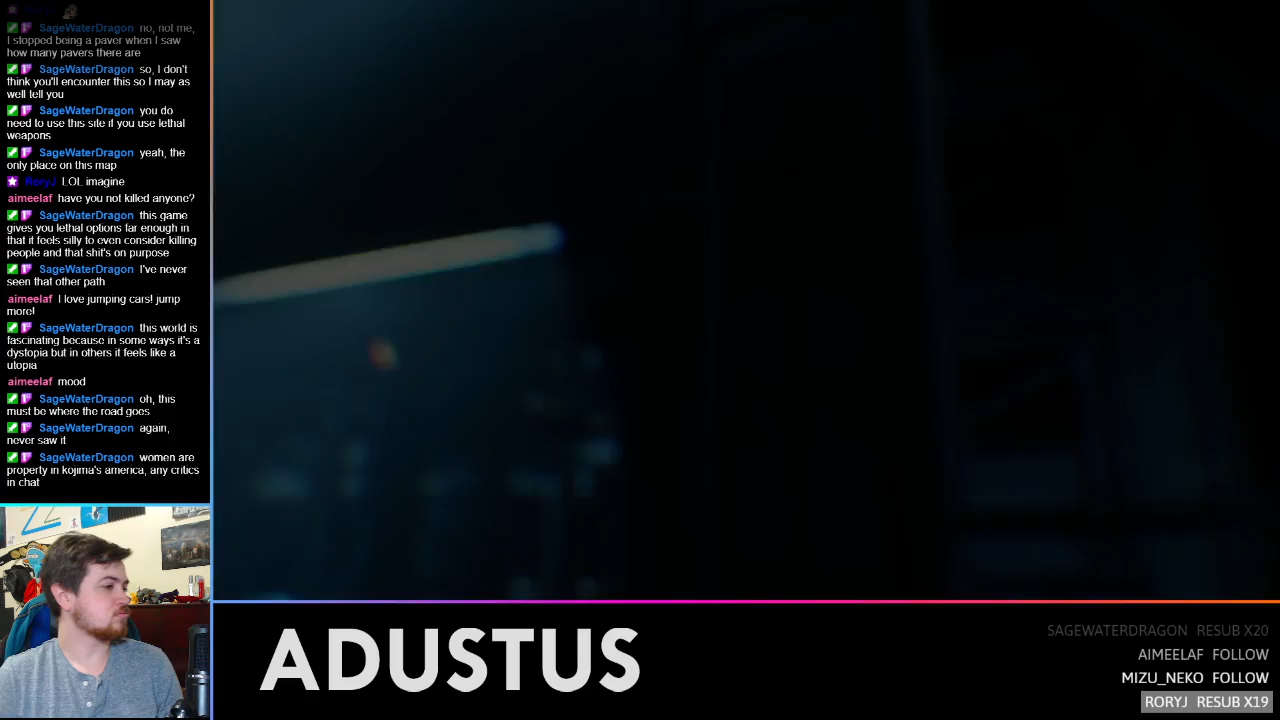 SageWaterDragon no, not me,
I stopped being a paver when I saw
how many pavers there are
SageWaterDragon so, I don't
think you'll encounter this so I may as
well tell you
SageWaterDragon you do
need to use this site if you use lethal
weapons
SageWaterDragon yeah, the
only place on this map
RoryJ LOL imagine
aimeelaf have you not killed anyone?
SageWaterDragon this game
gives you lethal options far enough in
that it feels silly to even consider killing
people and that shit's on purpose
SageWaterDragon I've never
seen that other path
aimeelaf I love jumping cars! jump
more!
SageWaterDragon this world is
fascinating because in some ways it's a
dystopia but in others it feels like a
utopia
aimeelaf mood
SageWaterDragon oh, this
must be where the road goes
SageWaterDragon again,
never saw it
SageWaterDragon women are
property in kojima's america, any critics
in chat
ADUSTUS
SAGEWATERDRAGON RESUB X20
AIMEELAF FOLLOW
MIZU_NEKO FOLLOW
RORYJ RESUB X19